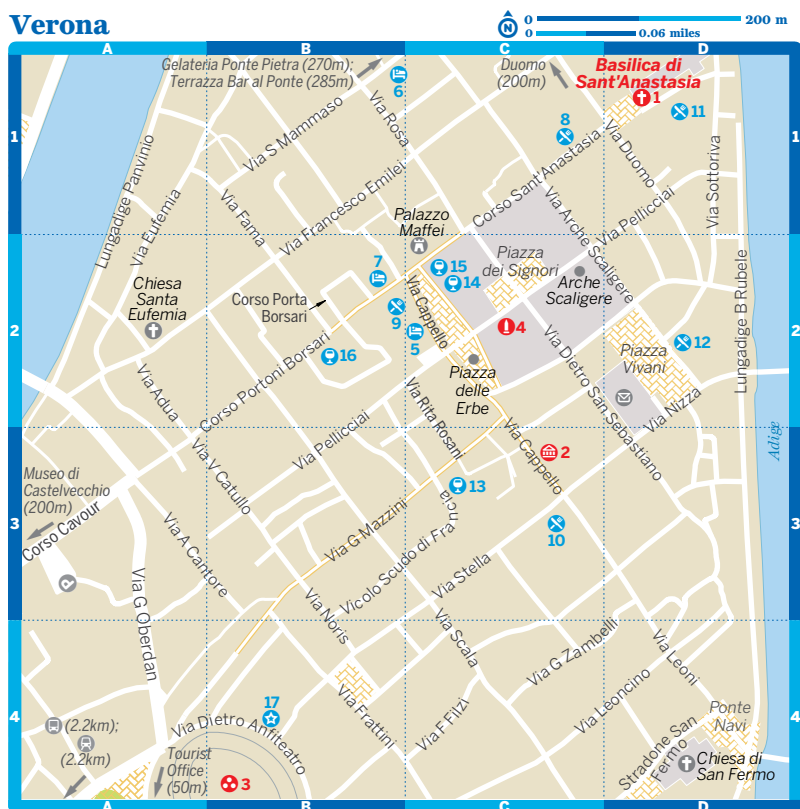 Verona
N
0
200 m
0
0.06 miles
A
B
C
D
Gelateria Ponte Pietra (270m);
Terrazza Bar al Ponte (285m)
6
Duomo
(200m)
Basilica di
Sant'Anastasia
1
11
8
1
1
Via S Mammaso
Via Rosa
Corso Sant'Anastasia
Via Duomo
Via Sottoriva
Lungadige Panvinio
Via Eufemia
Via Fama
Via Francesco Emilei
Via Arche Scaligere
Via Pellicciai
Palazzo
Maffei
Piazza
dei Signori
7
15
14
Arche
Scaligere
Chiesa
Santa
Eufemia
Corso Porta
Borsari
Via Cappello
9
5
4
2
2
16
12
Piazza
Vivani
Lungadige B Rubele
Piazza
delle
Erbe
Via Dietro San Sebastiano
Corso Portoni Borsari
Via Adua
Via Pellicciai
Via Rita Rosani
Via Nizza
Via Cappello
2
Adige
Via V Catullo
Museo di
Castelvecchio
(200m)
13
3
3
10
Corso Cavour
Via A Cantore
Via G Mazzini
Vicolo Scudo di Francia
Via Stella
Via G Oberdan
Via Noris
Via Scala
Via G Zambelli
Via Leoni
Via Leoncino
17
Via Frattini
Via F Filzi
Ponte
Navi
4
4
(2.2km);
(2.2km)
Via Dietro Anfiteatro
Tourist
Office
(50m)
3
Stradone San
Fermo
Chiesa di
San Fermo
A
B
C
D